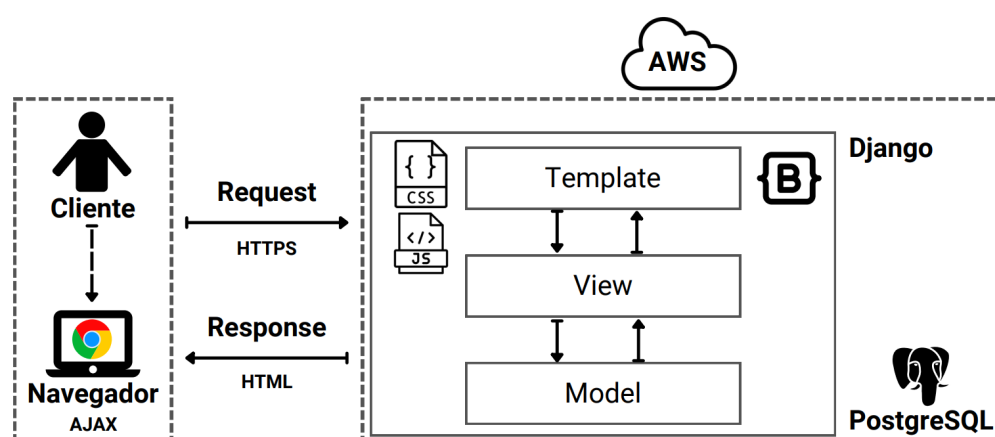 AWS
Cliente
Navegador
AJAX
Request
HTTPS
Response
HTML
Django
{ }
CSS
</>
JS
Template
B
View
Model
PostgreSQL